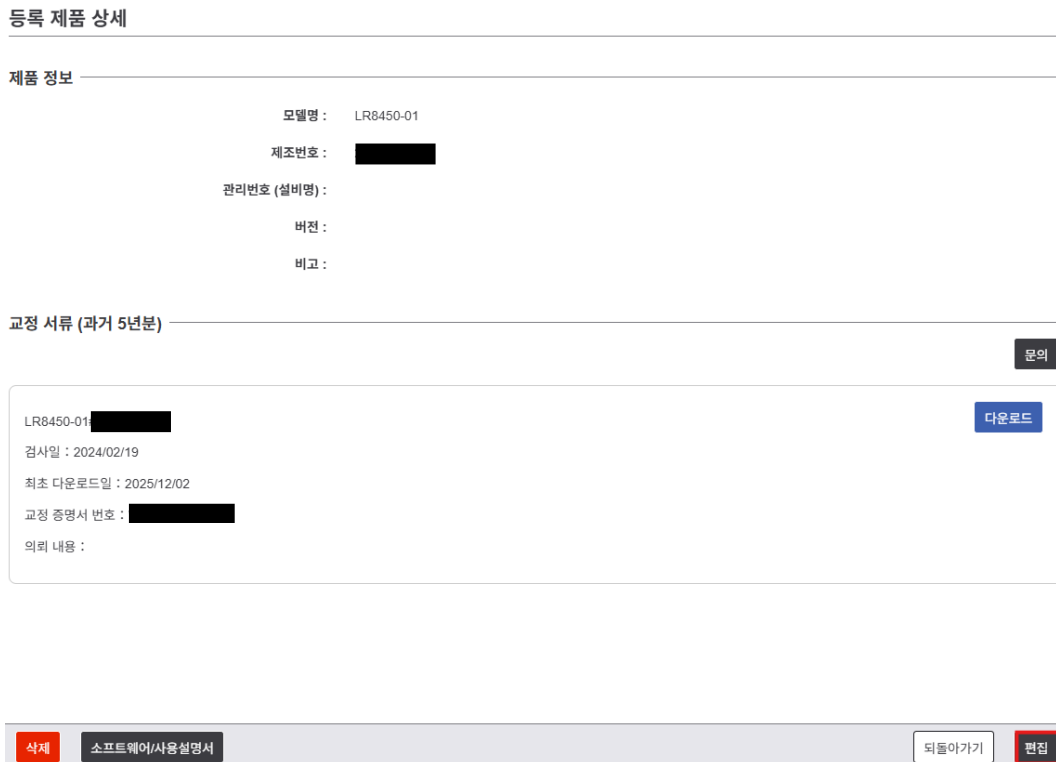 등록 제품 상세
제품 정보
모델명 : LR8450-01
제조번호 :
관리번호 (설비명) :
버전 :
비고 :
교정 서류 (과거 5년분)
문의
LR8450-01
다운로드
검사일 : 2024/02/19
최초 다운로드일 : 2025/12/02
교정 증명서 번호 :
의뢰 내용 :
삭제 소프트웨어/사용설명서 되돌아가기 편집